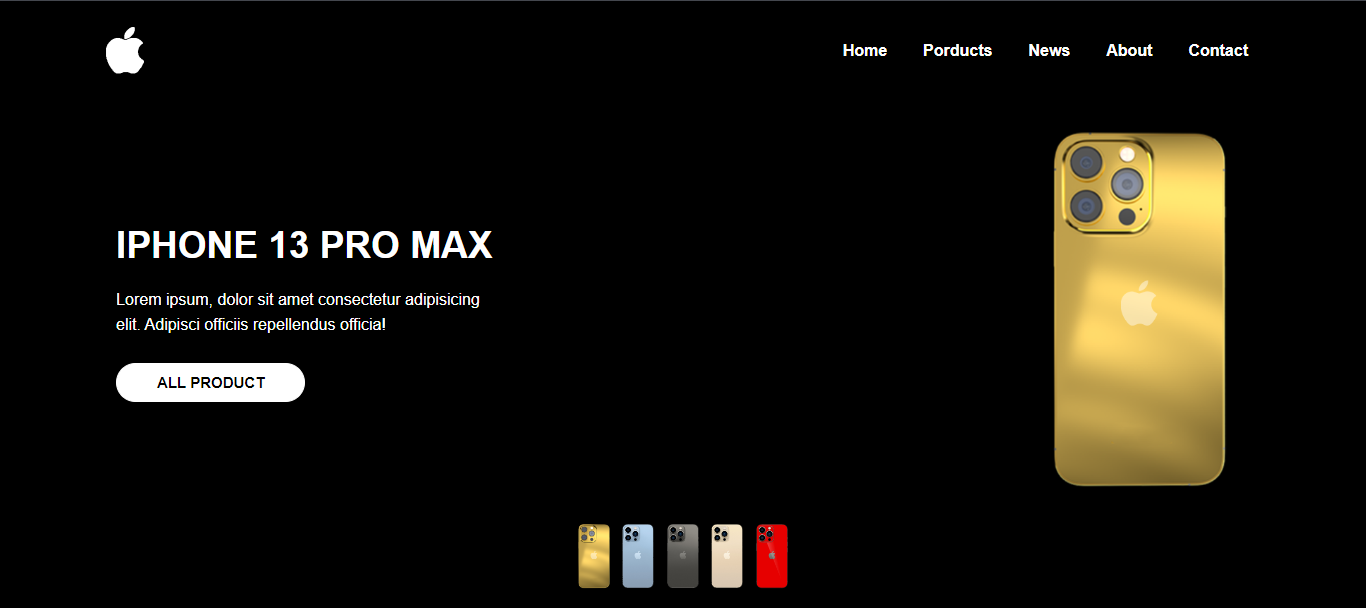 Home Porducts News About Contact
IPHONE 13 PRO MAX
Lorem ipsum, dolor sit amet consectetur adipisicing
elit. Adipisci officiis repellendus officia!
ALL PRODUCT